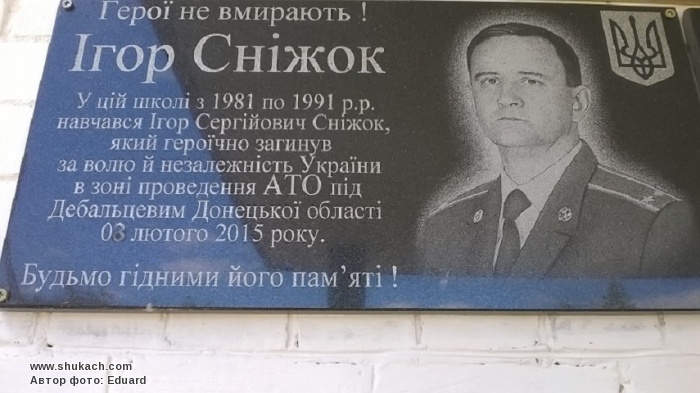 Герої не вмирають !
Ігор Сніжок
У цій школі з 1981 по 1991 р.р.
навчався Ігор Сергійович Сніжок,
який героїчно загинув
за волю й незалежність України
в зоні проведення АТО під
Дебальцевим Донецької області
03 лютого 2015 року.
Будьмо гідними його пам’яті !
www.shukach.com
Автор фото: Eduard